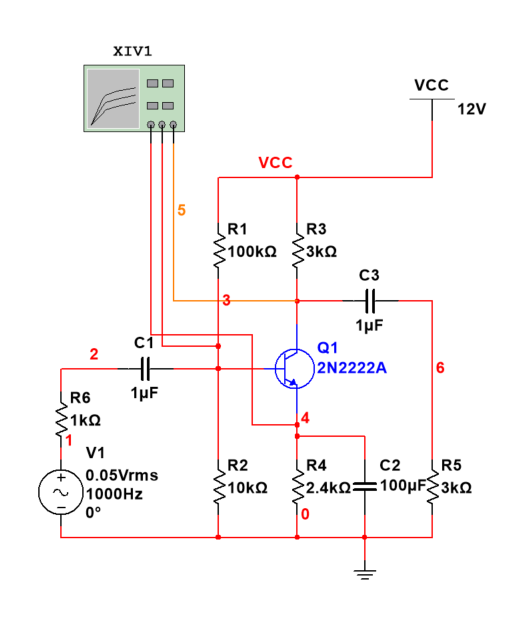 XIV1
VCC
12V
VCC
5
R1
100kΩ
R3
3kΩ
C3
1µF
3
C1
1µF
2
Q1
2N2222A
6
R6
1kΩ
1
4
V1
0.05Vrms
1000Hz
0°
R2
10kΩ
R4
2.4kΩ
C2
100µF
R5
3kΩ
0